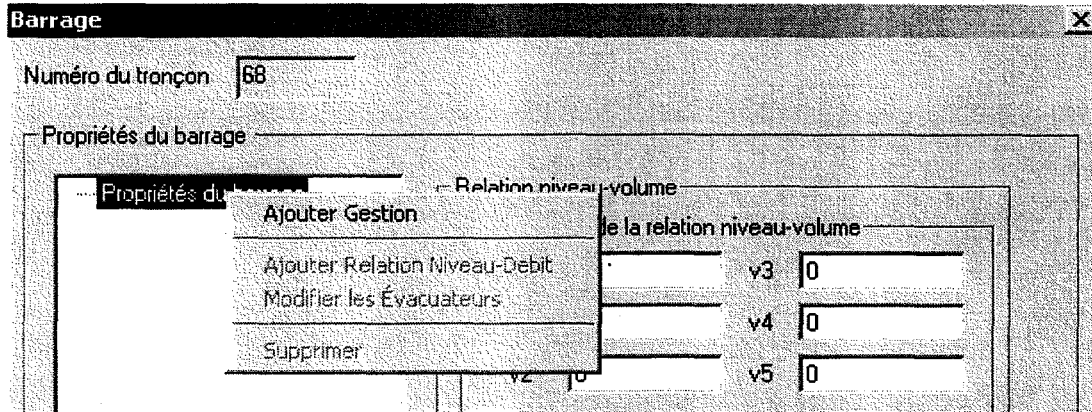 Barrage
Numéro du tronçon 68
Propriétés du barrage
Propriétés du
Relation niveau-volume
Ajouter Gestion
de la relation niveau-volume
Ajouter Relation Niveau-Débit
Modifier les Évacuateurs
Supprimer
v3 0
v4 0
v2 0 v5 0